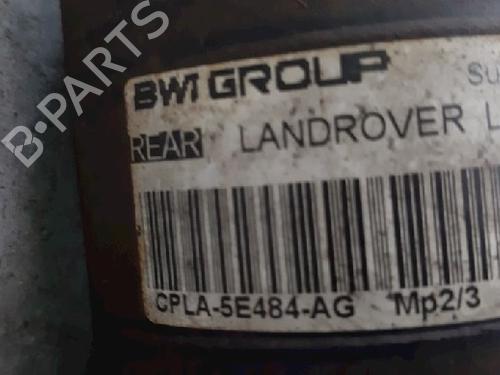 B-PARTS
BWI GROUP
REAR LANDROVER
CPLA-5E484-AG Mp2/3